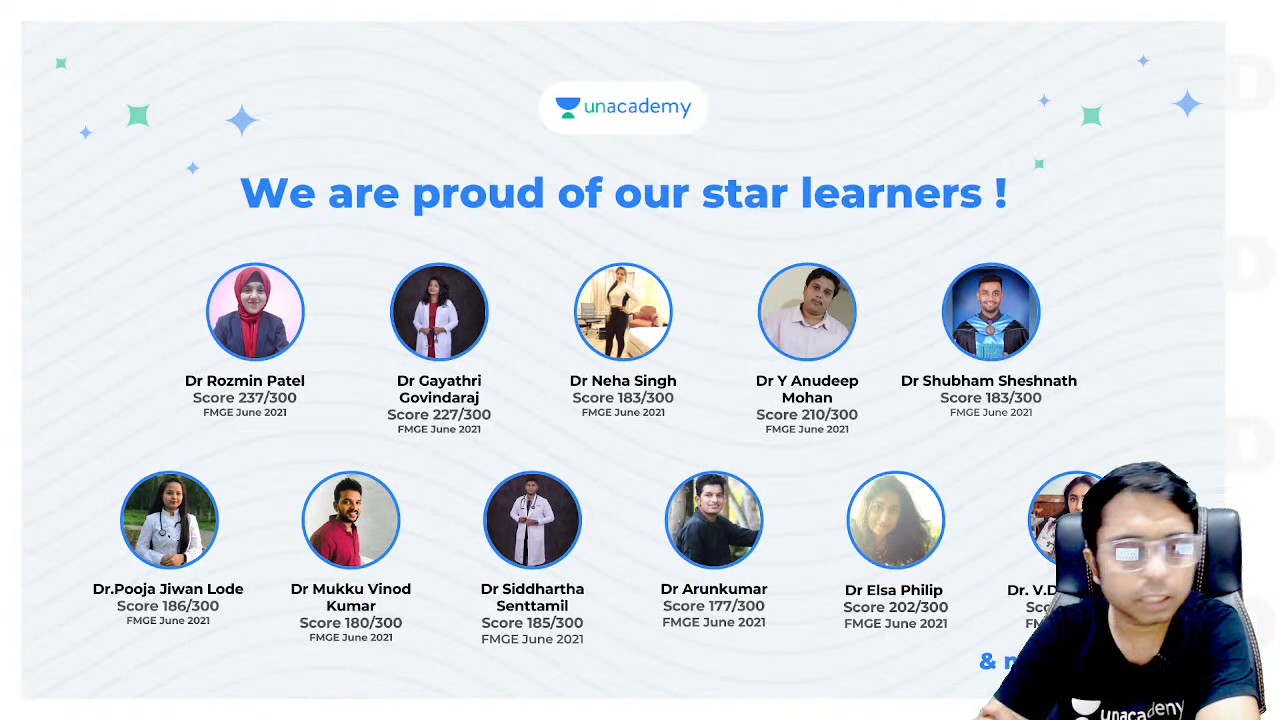 unacademy
We are proud of our star learners !
Dr Rozmin Patel
Score 237/300
FMGE June 2021
Dr Gayathri
Govindaraj
Score 227/300
FMGE June 2021
Dr Neha Singh
Score 183/300
FMGE June 2021
Dr Y Anudeep
Mohan
Score 210/300
FMGE June 2021
Dr Shubham Sheshnath
Score 183/300
FMGE June 2021
Dr.Pooja Jiwan Lode
Score 186/300
FMGE June 2021
Dr Mukku Vinod
Kumar
Score 180/300
FMGE June 2021
Dr Siddhartha
Senttamil
Score 185/300
FMGE June 2021
Dr Arunkumar
Score 177/300
FMGE June 2021
Dr Elsa Philip
Score 202/300
FMGE June 2021
Dr.
&
unacademy